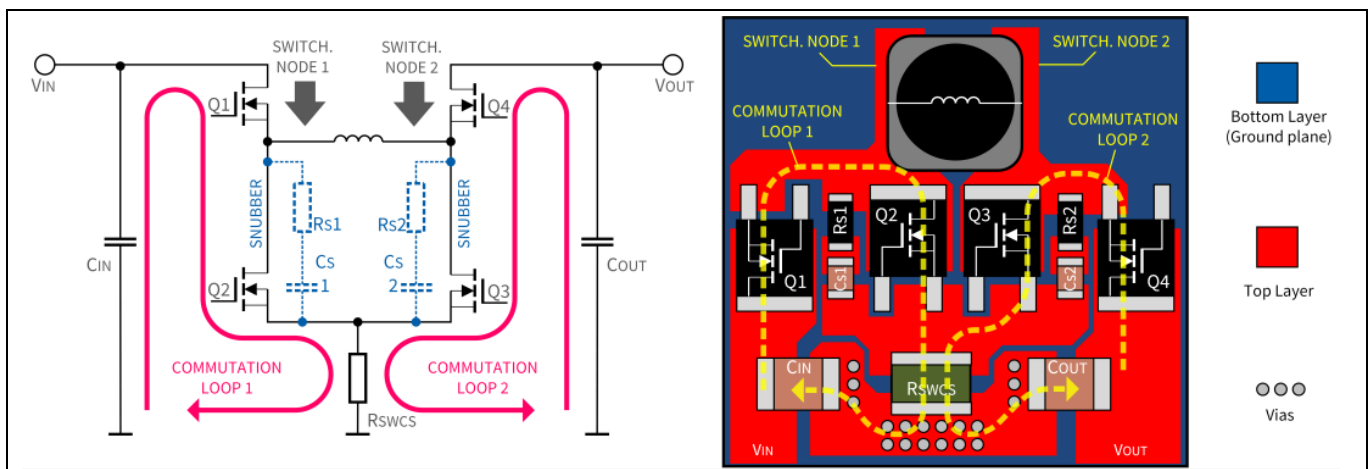 SWITCH.
NODE 1
SWITCH.
NODE 2
VIN
VOUT
Q1
Q4
SNUBBER
RS1
RS2
SNUBBER
CS
1
CS
2
CIN
COUT
Q2
Q3
COMMUTATION
LOOP 1
COMMUTATION
LOOP 2
RSWCS
SWITCH. NODE 1
SWITCH. NODE 2
COMMUTATION
LOOP 1
COMMUTATION
LOOP 2
Q1
Rs1
Cs1
Q2
Q3
Rs2
Cs2
Q4
CIN
RSWCS
COUT
VIN
VOUT
Bottom Layer
(Ground plane)
Top Layer
Vias